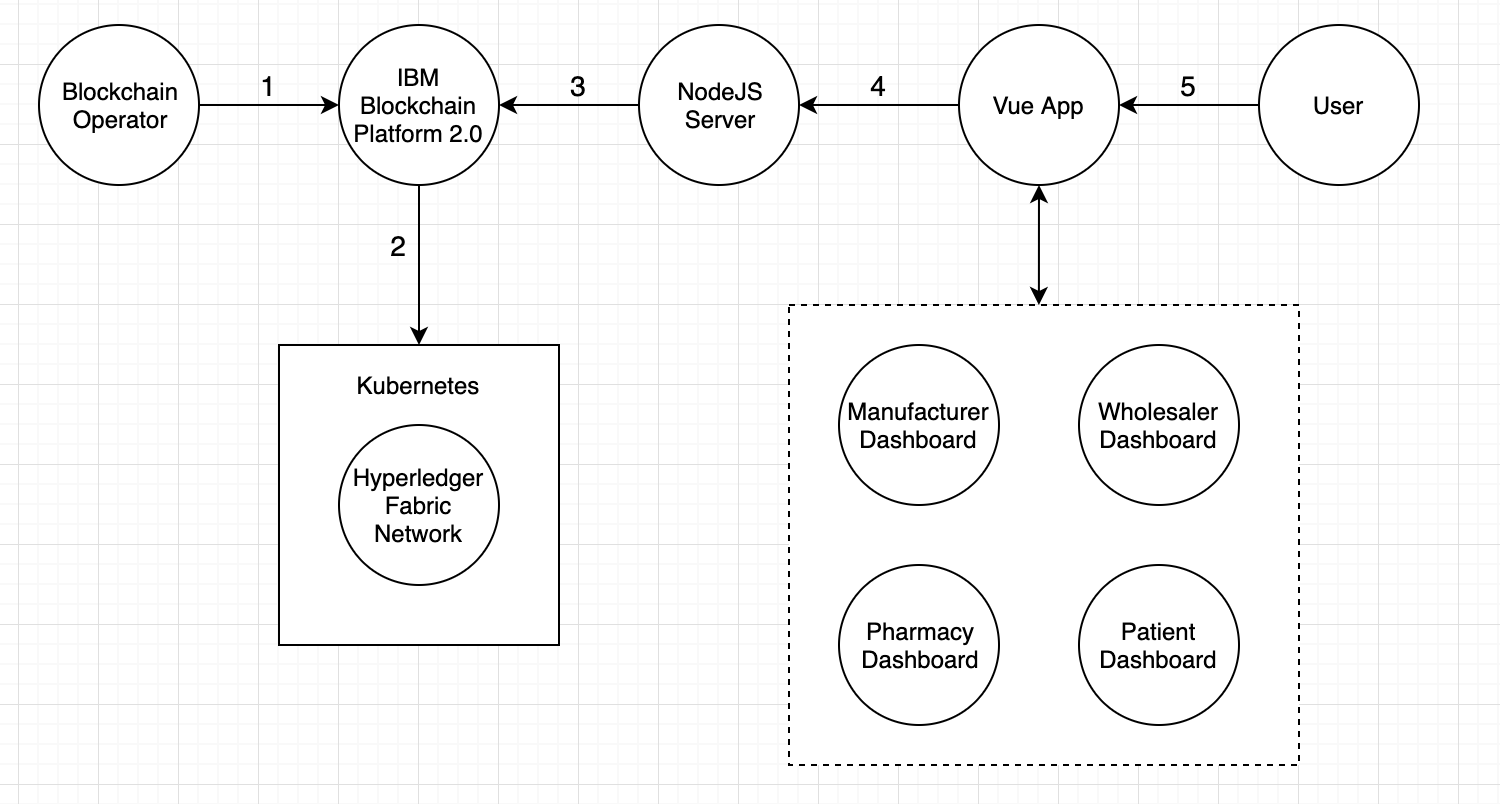 Blockchain
Operator
1
IBM
Blockchain
Platform 2.0
3
NodeJS
Server
4
Vue App
5
User
2
Kubernetes
Hyperledger
Fabric
Network
Manufacturer
Dashboard
Wholesaler
Dashboard
Pharmacy
Dashboard
Patient
Dashboard